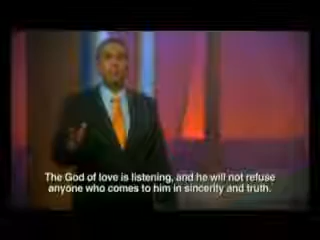 The God of love is listening, and he will not refuse
anyone who comes to him in sincerity and truth.